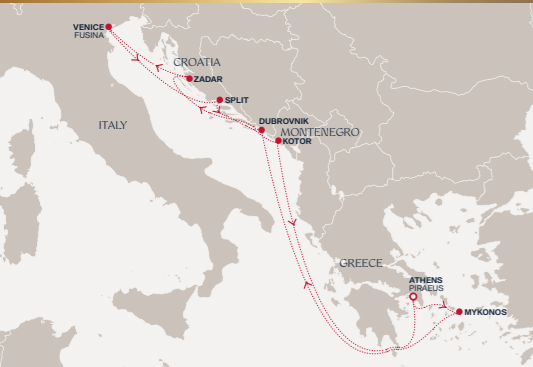 VENICE
FUSINA
CROATIA
ZADAR
SPLIT
ITALY
DUBROVNIK
MONTENEGRO
KOTOR
GREECE
ATHENS
PIRAEUS
MYKONOS